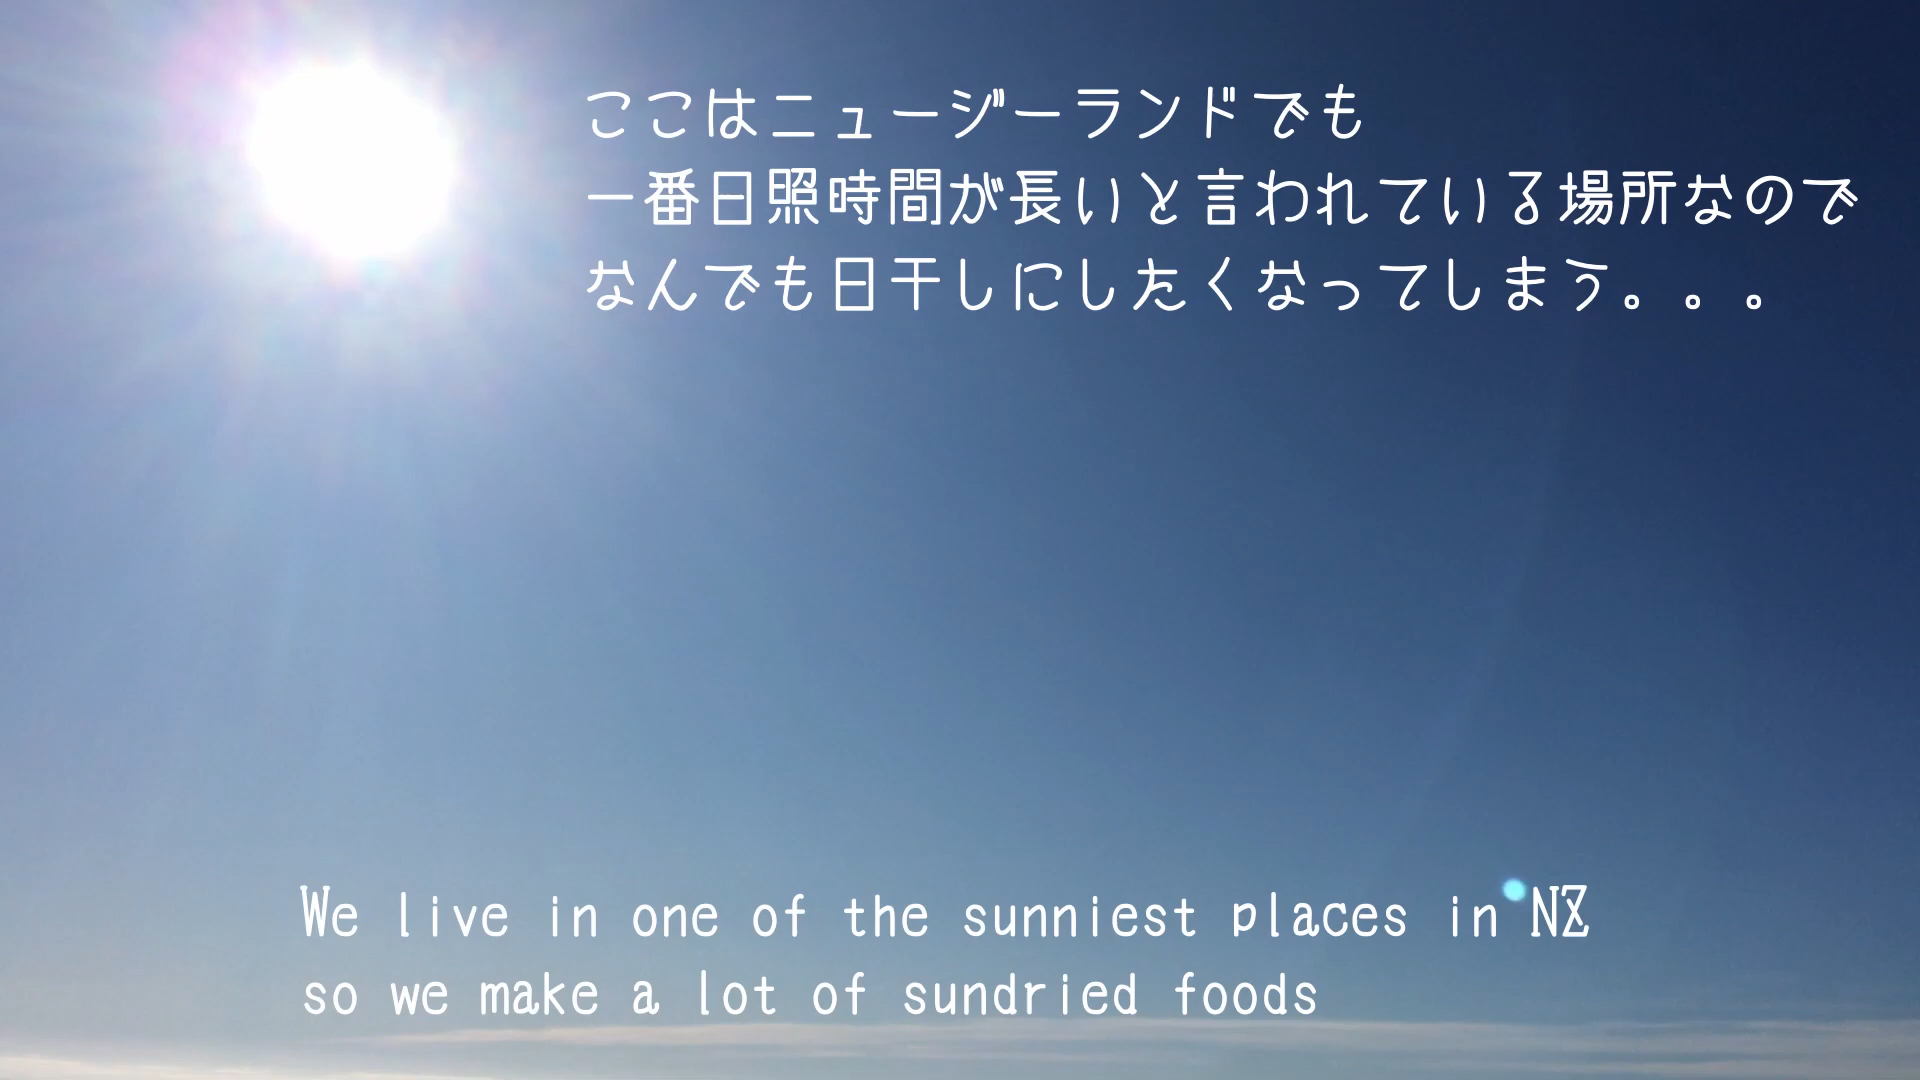 ここはニュージーランドでも
一番日照時間が長いと言われている場所なので
なんでも日干しにしたくなってしまう。。。
We live in one of the sunniest places in NZ
so we make a lot of sundried foods